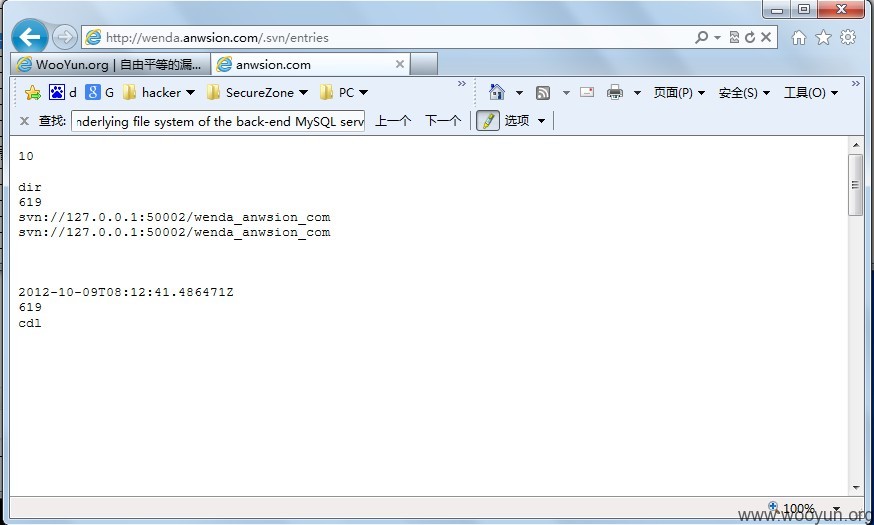 http://wenda.anwsion.com/.svn/entries
WooYun.org | 自由平等的漏...
anwsion.com
d G hacker SecureZone PC 页面(P) 安全(S) 工具(O)
查找: nderlying file system of the back-end MySQL serv 上一个 下一个 选项
10
dir
619
svn://127.0.0.1:50002/wenda_anwsion_com
svn://127.0.0.1:50002/wenda_anwsion_com
2012-10-09T08:12:41.486471Z
619
cdl
100%
www.wooyun.org